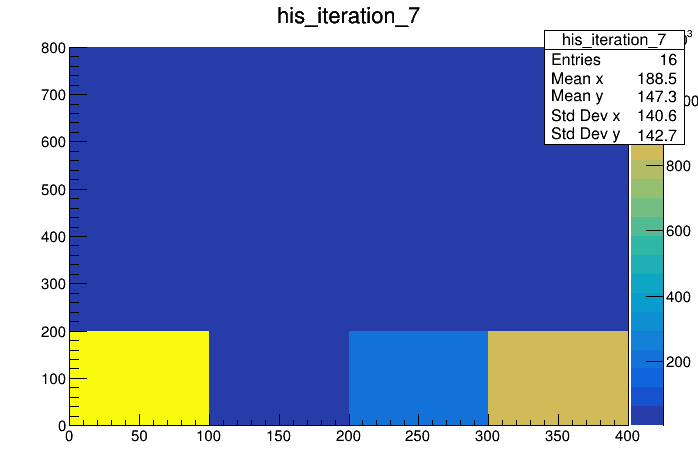 his_iteration_7
his_iteration_7
Entries 16
Mean x 188.5
Mean y 147.3
Std Dev x 140.6
Std Dev y 142.7
800
700
600
500
400
300
200
100
0
0 50 100 150 200 250 300 350 400
800
600
400
200